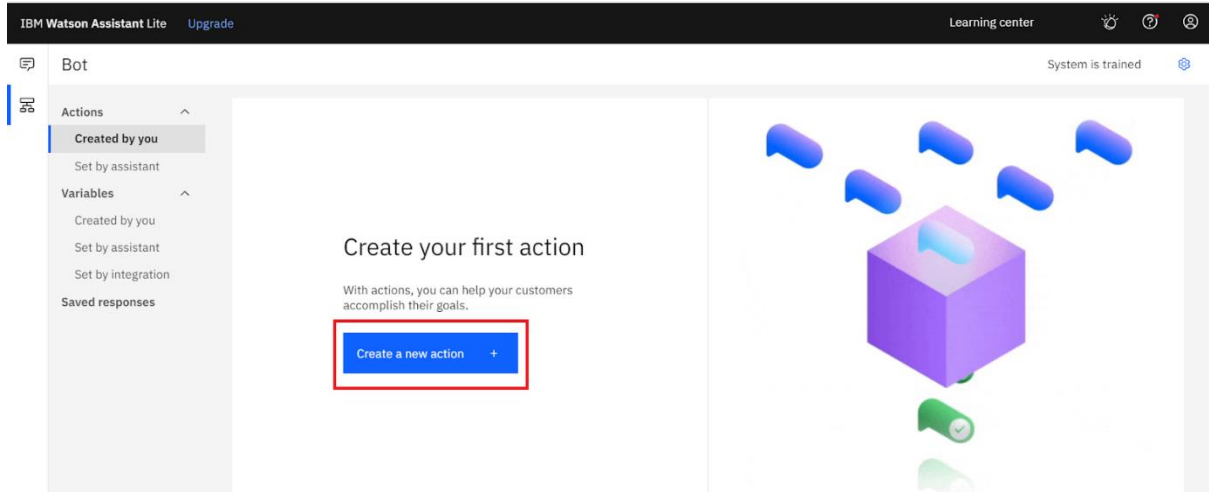 IBM Watson Assistant Lite Upgrade Learning center
Bot System is trained
Actions
Created by you
Set by assistant
Variables
Created by you
Set by assistant
Set by integration
Saved responses
Create your first action
With actions, you can help your customers
accomplish their goals.
Create a new action +